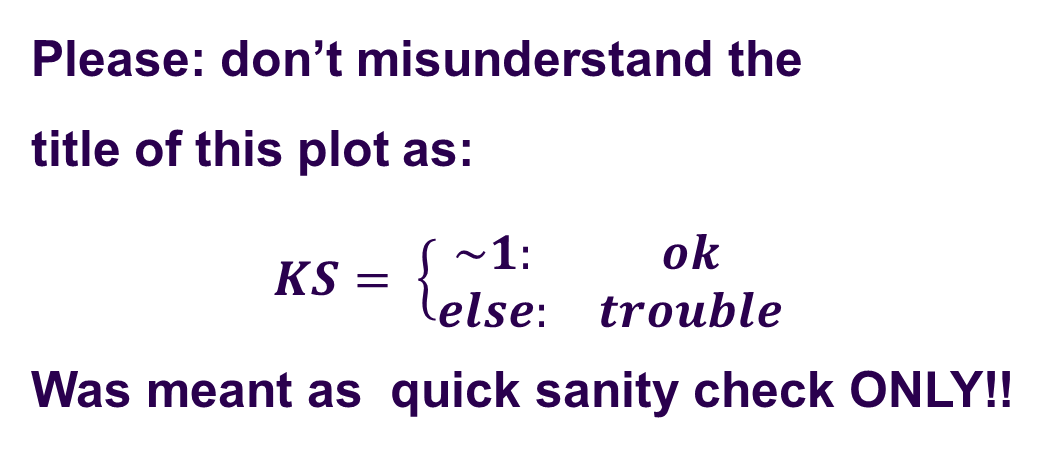 Please: don’t misunderstand the
title of this plot as:
KS = { ~1: ok
else: trouble
Was meant as  quick sanity check ONLY!!